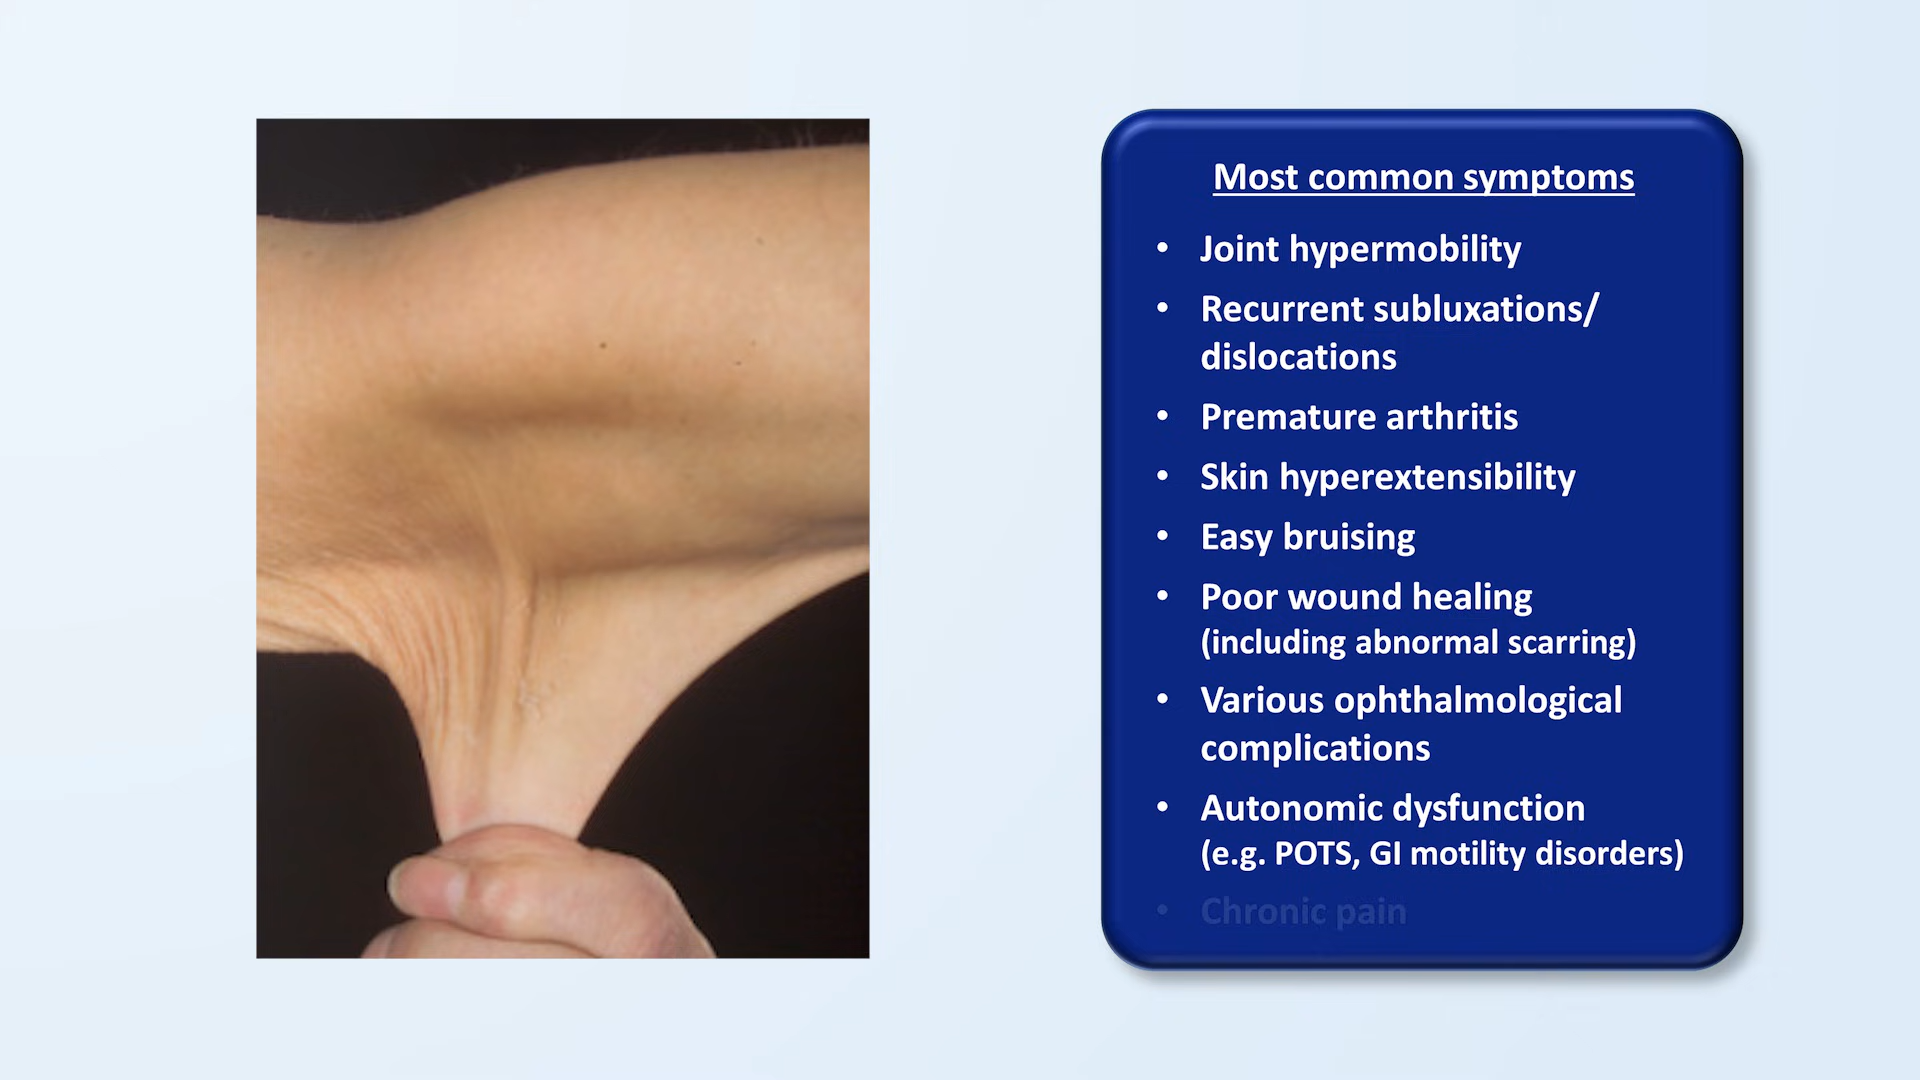 Most common symptoms
• Joint hypermobility
• Recurrent subluxations/
dislocations
• Premature arthritis
• Skin hyperextensibility
• Easy bruising
• Poor wound healing
(including abnormal scarring)
• Various ophthalmological
complications
• Autonomic dysfunction
(e.g. POTS, GI motility disorders)
• Chronic pain